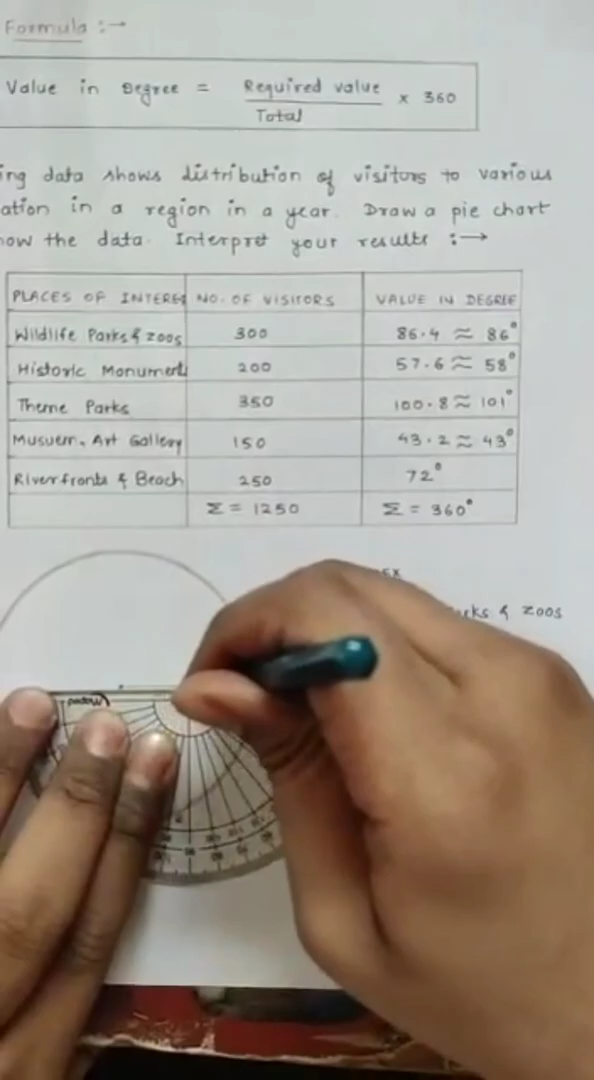 Formula :→
Value in Degree = Required value / Total × 360
ing data shows distribution of visitors to various
ation in a region in a year. Draw a pie chart
how the data. Interpret your results :→
PLACES OF INTERES NO. OF VISITORS VALUE IN DEGREE
Wildlife Parks & zoos 300 86.4 ≈ 86°
Historic Monument 200 57.6 ≈ 58°
Theme Parks 350 100.8 ≈ 101°
Musuem, Art Gallery 150 43.2 ≈ 43°
Riverfronts & Beach 250 72°
Σ = 1250 Σ = 360°
EX
rks & zoos